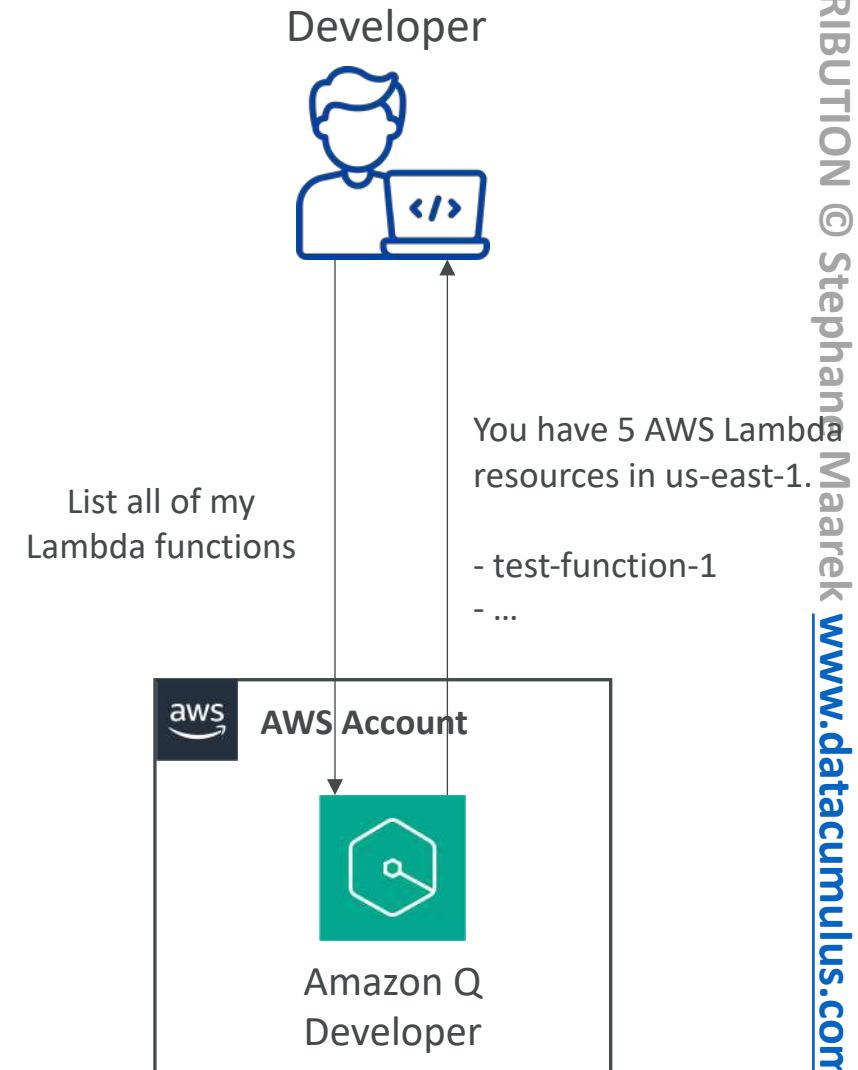 Developer
</>
List all of my
Lambda functions
You have 5 AWS Lambda
resources in us-east-1.
- test-function-1
- …
aws
AWS Account
Amazon Q
Developer
© Stephane Maarek www.datacumulus.com